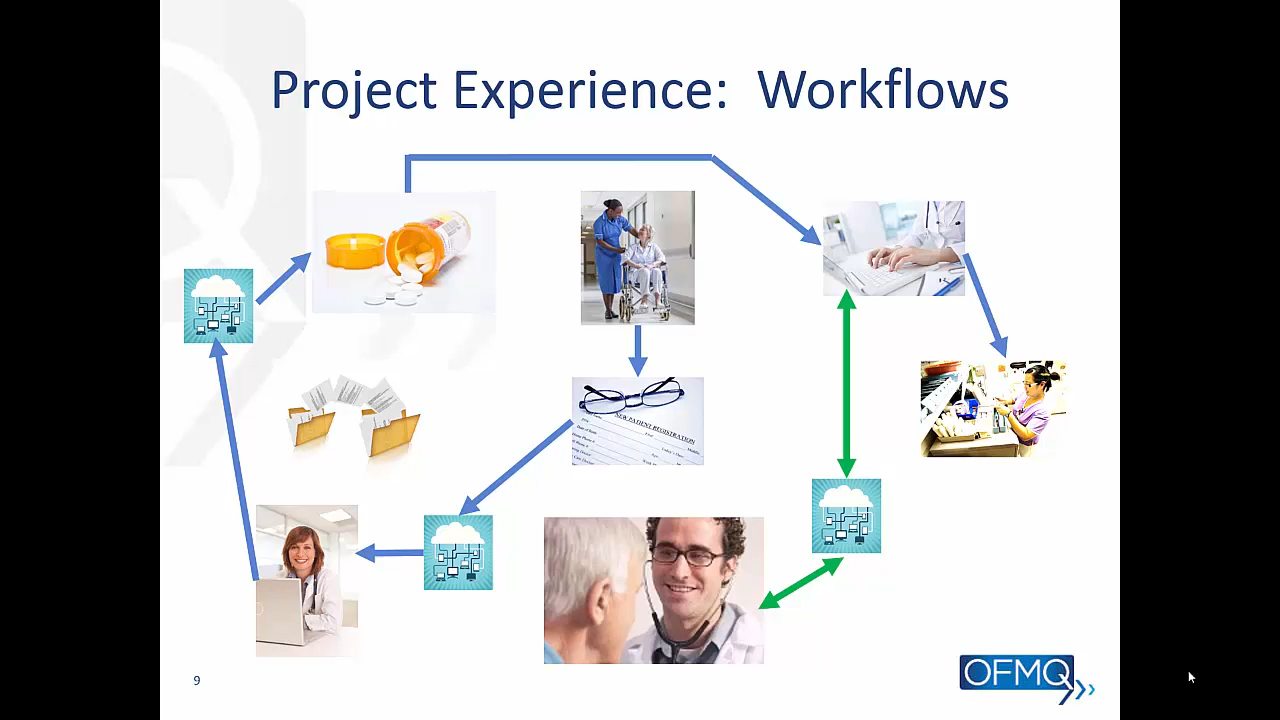 Project Experience:  Workflows
NEW PATIENT REGISTRATION
9
OFMQ